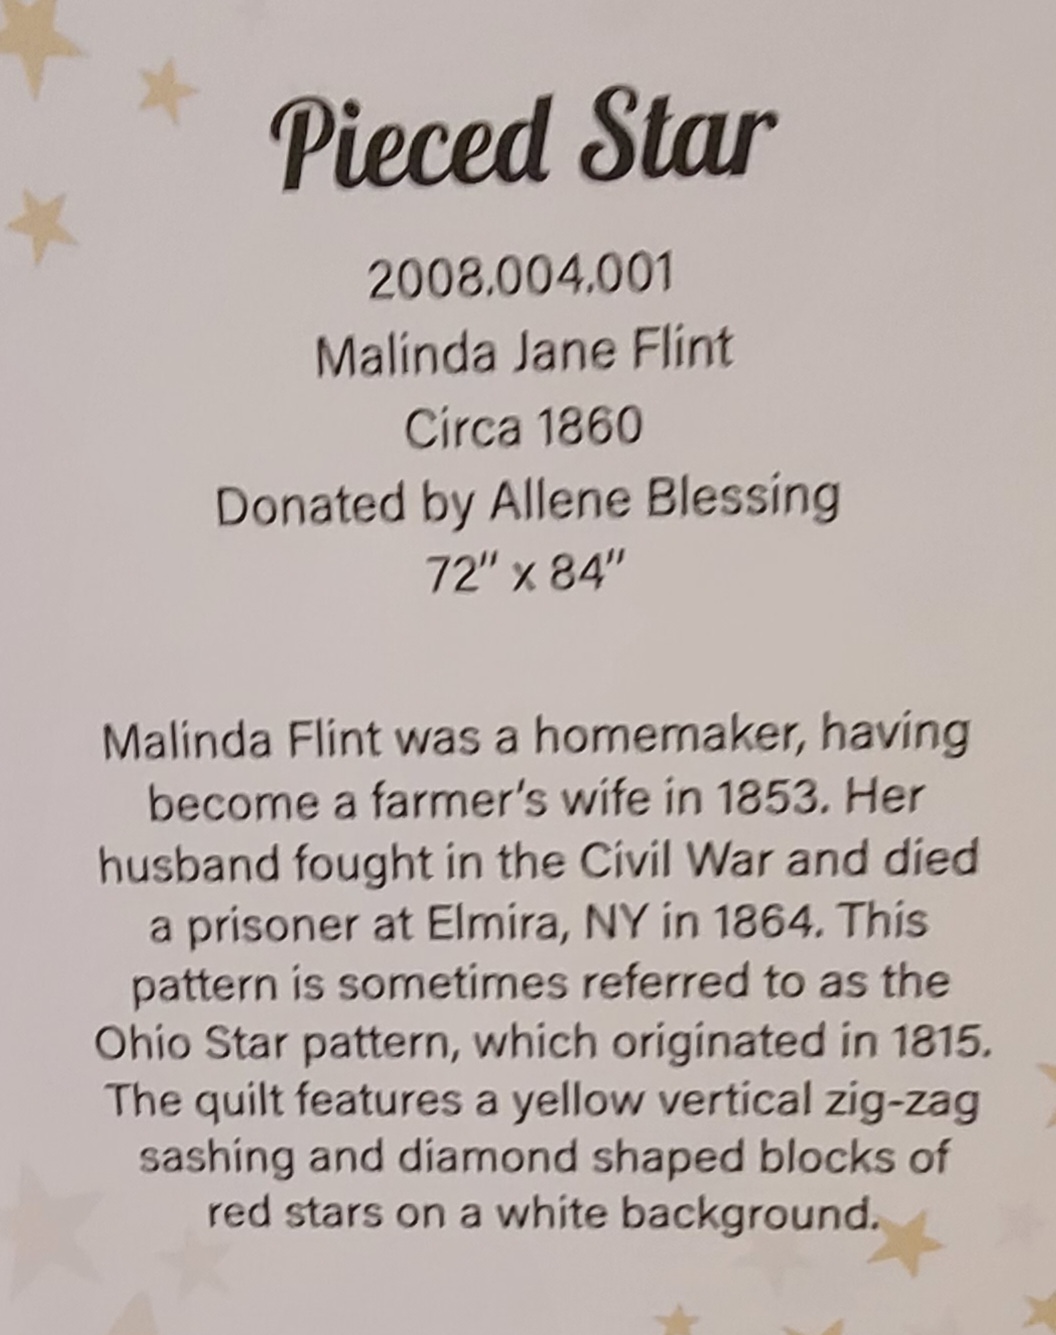 Pieced Star
2008.004.001
Malinda Jane Flint
Circa 1860
Donated by Allene Blessing
72" x 84"
Malinda Flint was a homemaker, having
become a farmer's wife in 1853. Her
husband fought in the Civil War and died
a prisoner at Elmira, NY in 1864. This
pattern is sometimes referred to as the
Ohio Star pattern, which originated in 1815.
The quilt features a yellow vertical zig-zag
sashing and diamond shaped blocks of
red stars on a white background.